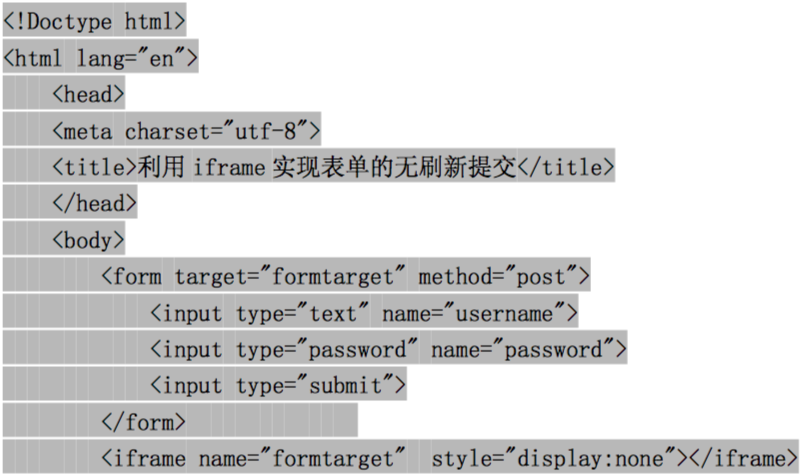 <!Doctype html>
<html lang="en">
    <head>
    <meta charset="utf-8">
    <title>利用 iframe 实现表单的无刷新提交</title>
    </head>
    <body>
        <form target="formtarget" method="post">
            <input type="text" name="username">
            <input type="password" name="password">
            <input type="submit">
        </form>
        <iframe name="formtarget"  style="display:none"></iframe>